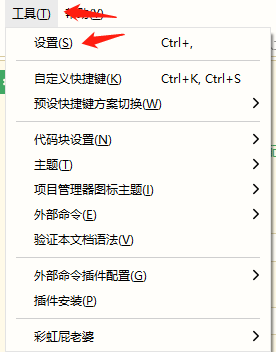 工具(T)
设置(S) Ctrl+,
自定义快捷键(K) Ctrl+K, Ctrl+S
预设快捷键方案切换(W)
代码块设置(N)
主题(T)
项目管理器图标主题(I)
外部命令(E)
验证本文档语法(V)
外部命令插件配置(G)
插件安装(P)
彩虹屁老婆